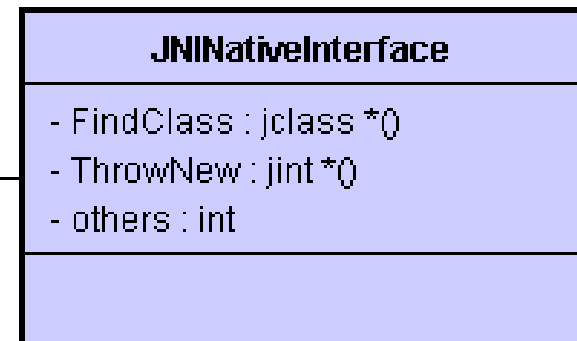 JNINativeInterface
- FindClass : jclass *()
- ThrowNew : jint *()
- others : int